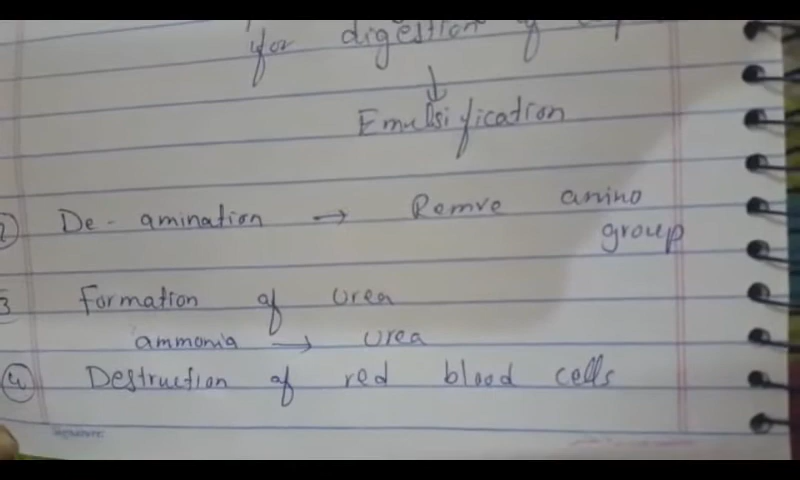 for digestion of
↓
Emulsification
2 De-amination → Remve amino
group
3 Formation of urea
ammonia → urea
4 Destruction of red blood cells